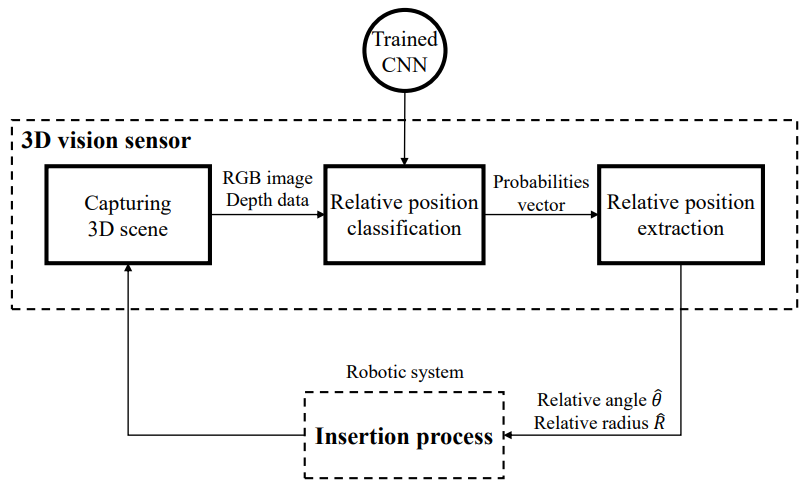 Trained
CNN
3D vision sensor
Capturing
3D scene
RGB image
Depth data
Relative position
classification
Probabilities
vector
Relative position
extraction
Robotic system
Insertion process
Relative angle θ̂
Relative radius R̂